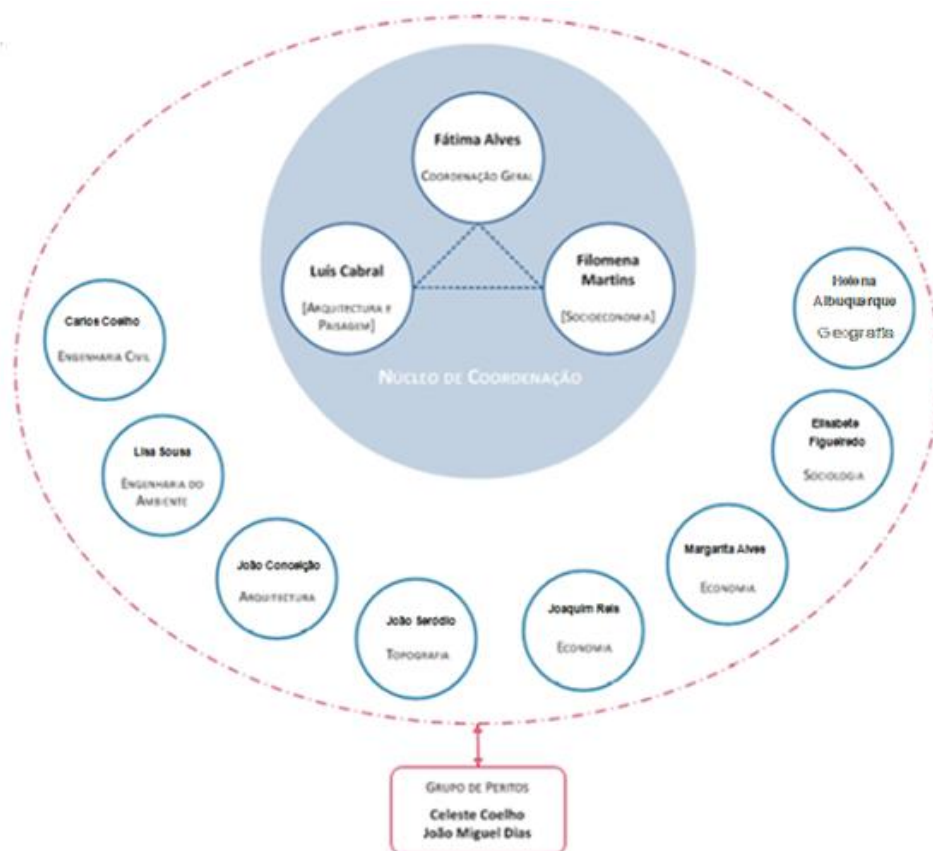 Fátima Alves
COORDENAÇÃO GERAL
Luís Cabral
[ARQUITECTURA E
PAISAGEM]
Filomena
Martins
[SOCIOECONOMIA]
NÚCLEO DE COORDENAÇÃO
Carlos Coelho
ENGENHARIA CIVIL
Lisa Sousa
ENGENHARIA DO
AMBIENTE
João Conceição
ARQUITECTURA
João Seródio
TOPOGRAFIA
Joaquim Reis
ECONOMIA
Margarita Alves
ECONOMIA
Elisabete
Figueiredo
SOCIOLOGIA
Helena
Albuquerque
Geografia
GRUPO DE PERITOS
Celeste Coelho
João Miguel Dias